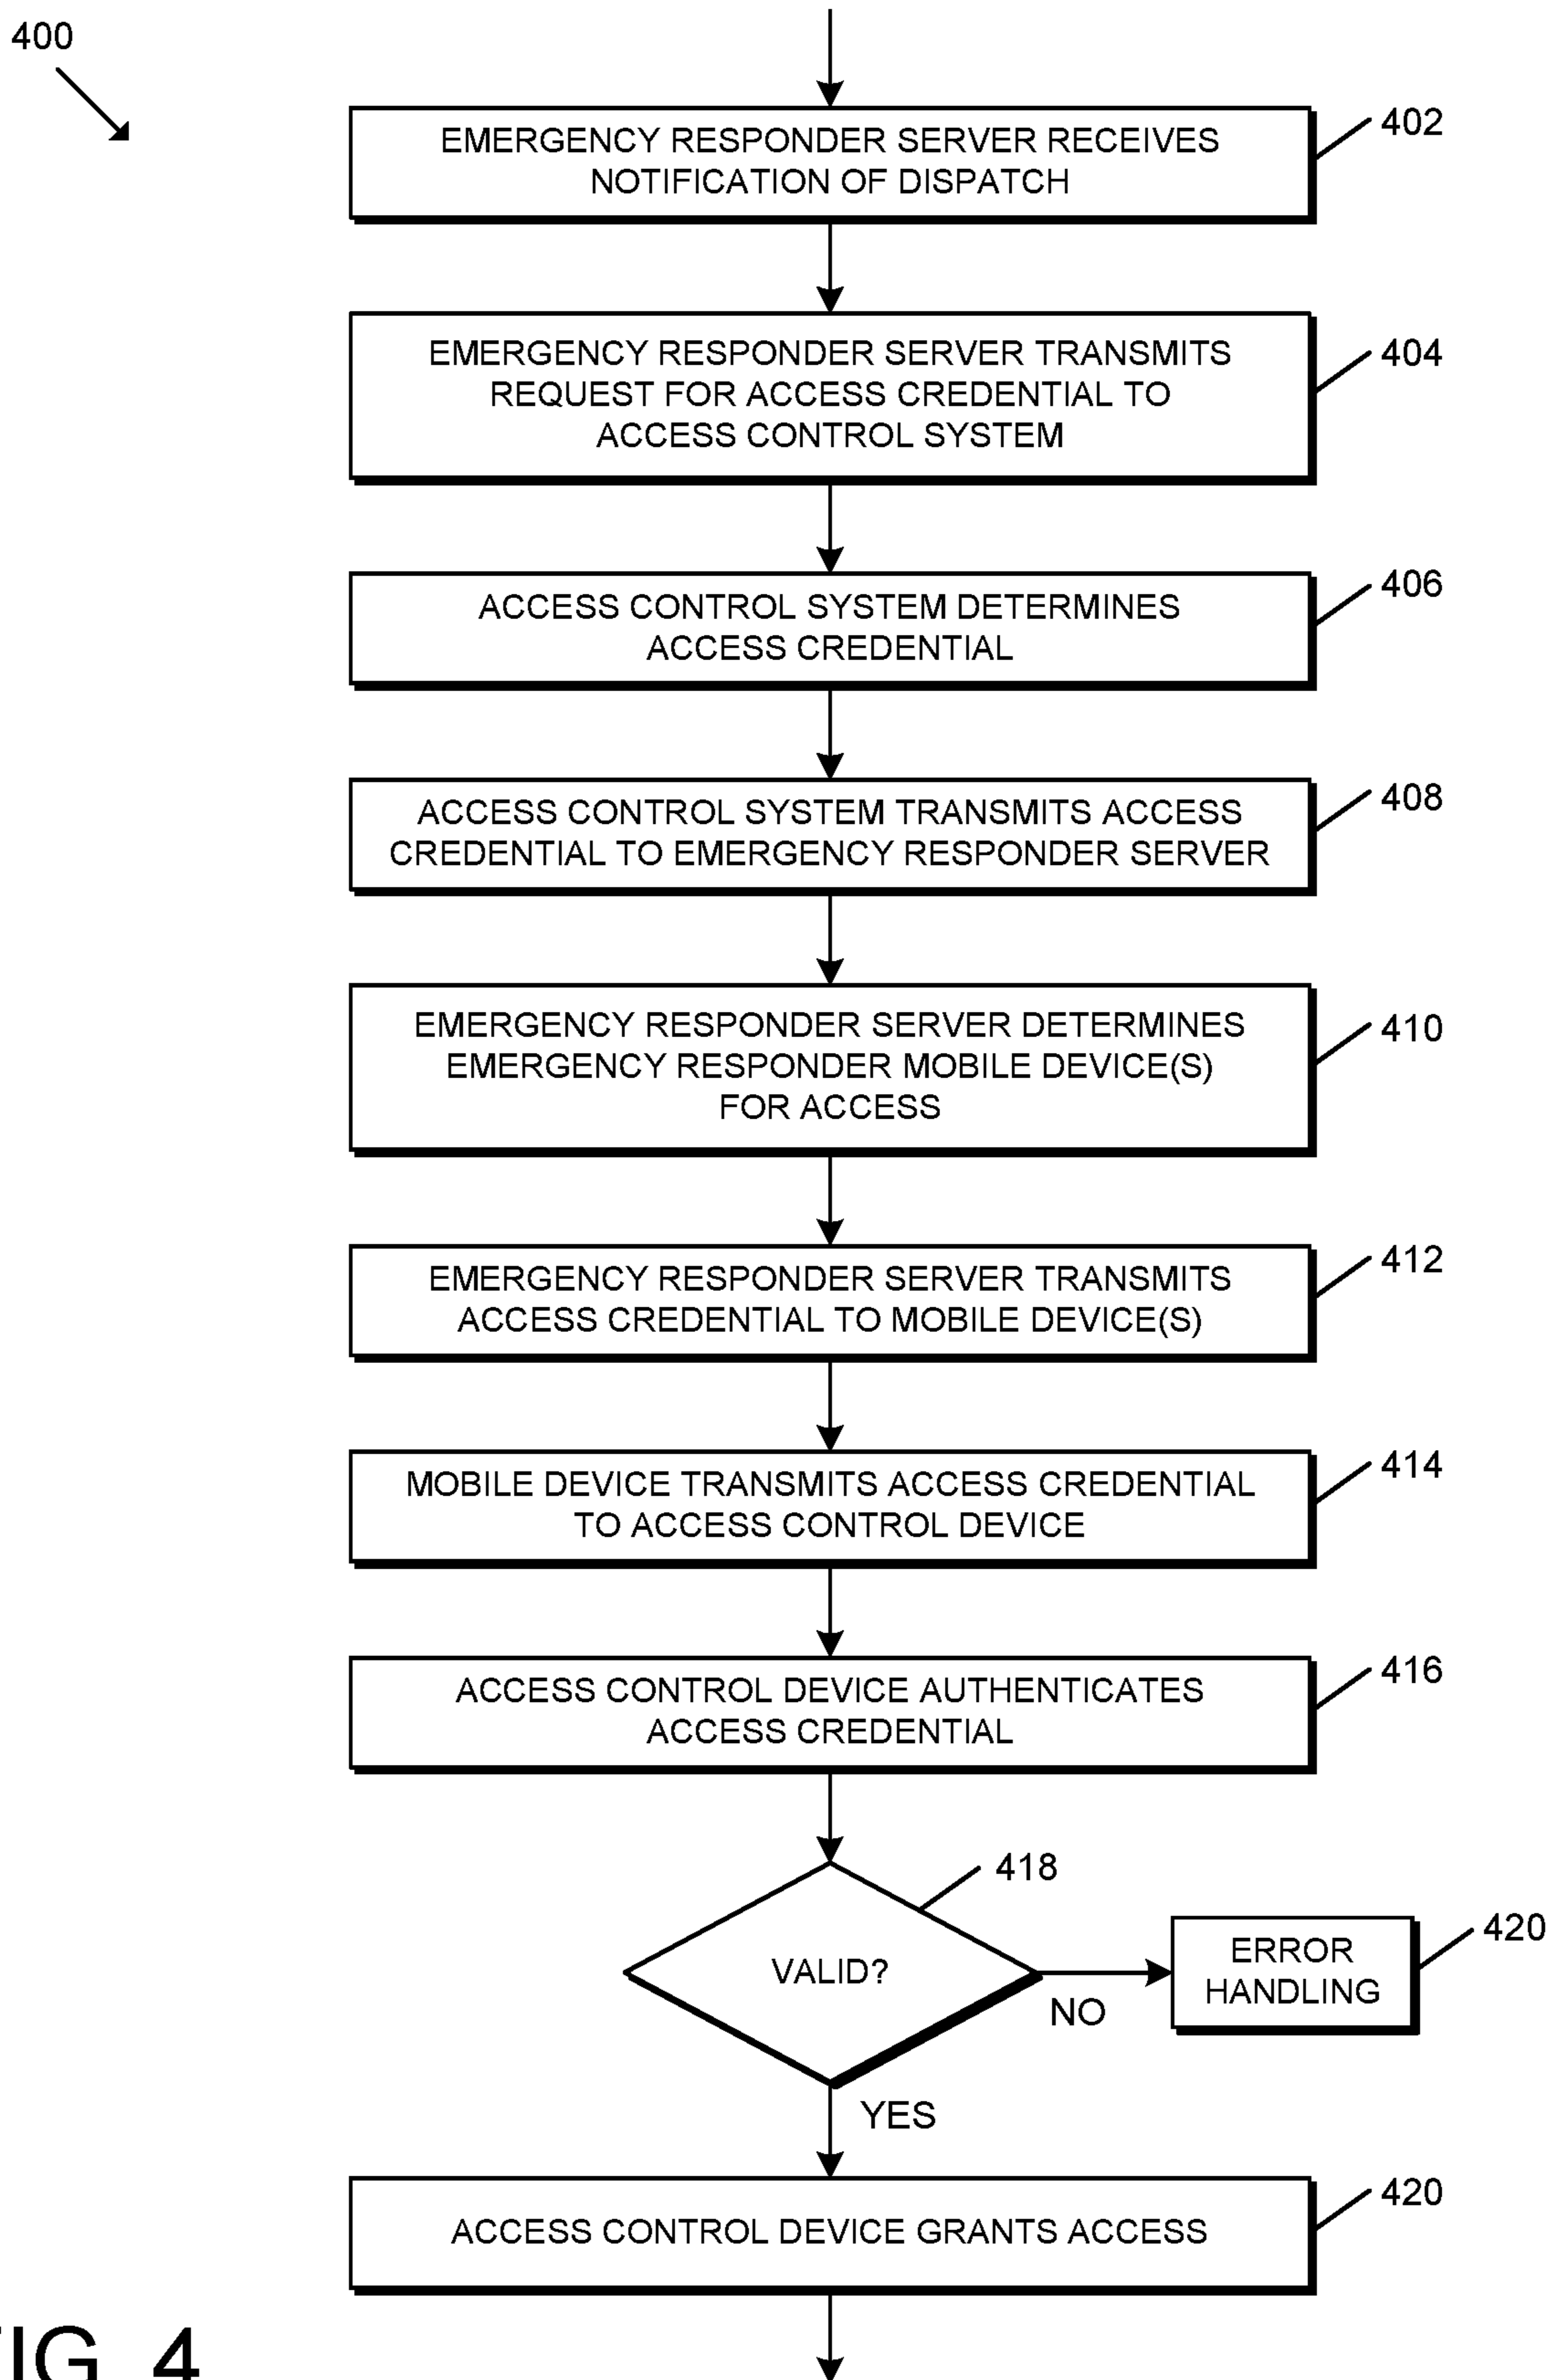 400
EMERGENCY RESPONDER SERVER RECEIVES
NOTIFICATION OF DISPATCH
402
EMERGENCY RESPONDER SERVER TRANSMITS
REQUEST FOR ACCESS CREDENTIAL TO
ACCESS CONTROL SYSTEM
404
ACCESS CONTROL SYSTEM DETERMINES
ACCESS CREDENTIAL
406
ACCESS CONTROL SYSTEM TRANSMITS ACCESS
CREDENTIAL TO EMERGENCY RESPONDER SERVER
408
EMERGENCY RESPONDER SERVER DETERMINES
EMERGENCY RESPONDER MOBILE DEVICE(S)
FOR ACCESS
410
EMERGENCY RESPONDER SERVER TRANSMITS
ACCESS CREDENTIAL TO MOBILE DEVICE(S)
412
MOBILE DEVICE TRANSMITS ACCESS CREDENTIAL
TO ACCESS CONTROL DEVICE
414
ACCESS CONTROL DEVICE AUTHENTICATES
ACCESS CREDENTIAL
416
418
VALID?
NO
ERROR
HANDLING
420
YES
ACCESS CONTROL DEVICE GRANTS ACCESS
420
FIG. 4